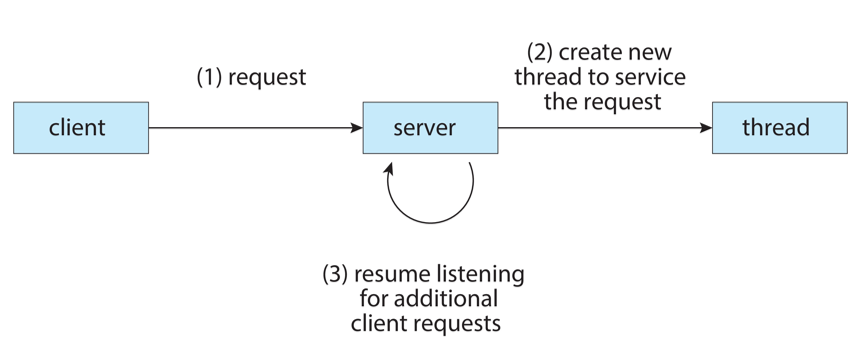 (1) request
(2) create new
thread to service
the request
client
server
thread
(3) resume listening
for additional
client requests